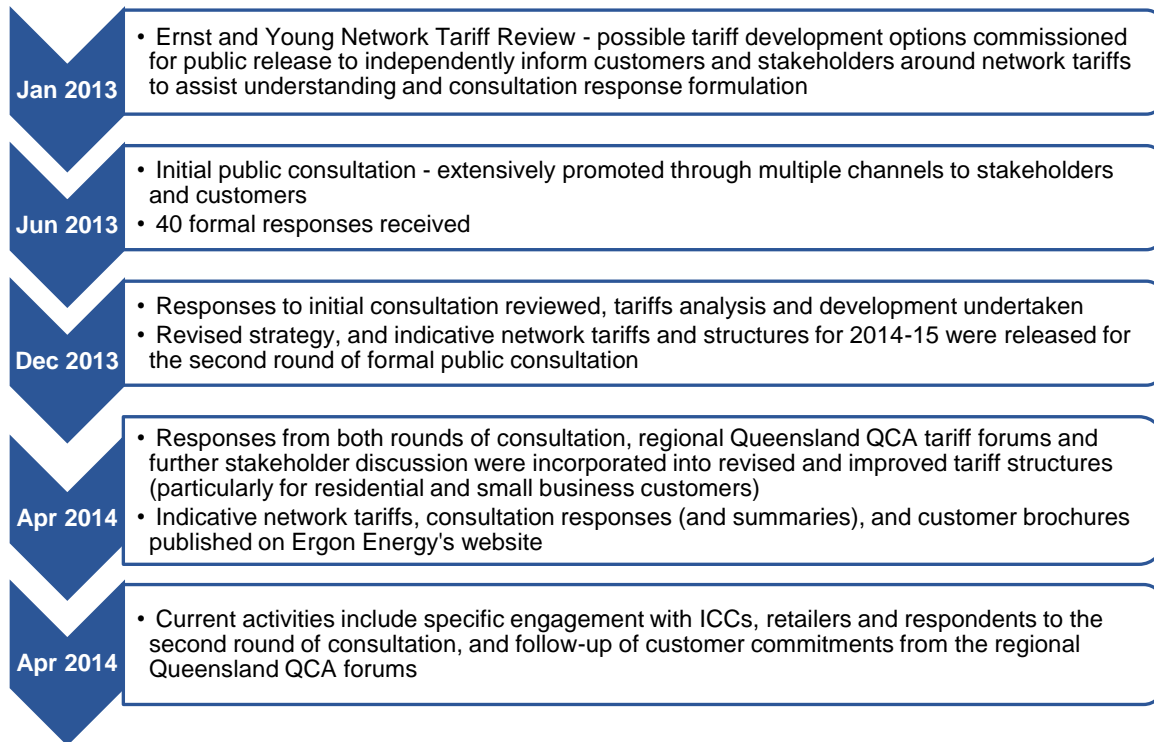 Jan 2013
• Ernst and Young Network Tariff Review - possible tariff development options commissioned
for public release to independently inform customers and stakeholders around network tariffs
to assist understanding and consultation response formulation
Jun 2013
• Initial public consultation - extensively promoted through multiple channels to stakeholders
and customers
• 40 formal responses received
Dec 2013
• Responses to initial consultation reviewed, tariffs analysis and development undertaken
• Revised strategy, and indicative network tariffs and structures for 2014-15 were released for
the second round of formal public consultation
Apr 2014
• Responses from both rounds of consultation, regional Queensland QCA tariff forums and
further stakeholder discussion were incorporated into revised and improved tariff structures
(particularly for residential and small business customers)
• Indicative network tariffs, consultation responses (and summaries), and customer brochures
published on Ergon Energy's website
Apr 2014
• Current activities include specific engagement with ICCs, retailers and respondents to the
second round of consultation, and follow-up of customer commitments from the regional
Queensland QCA forums